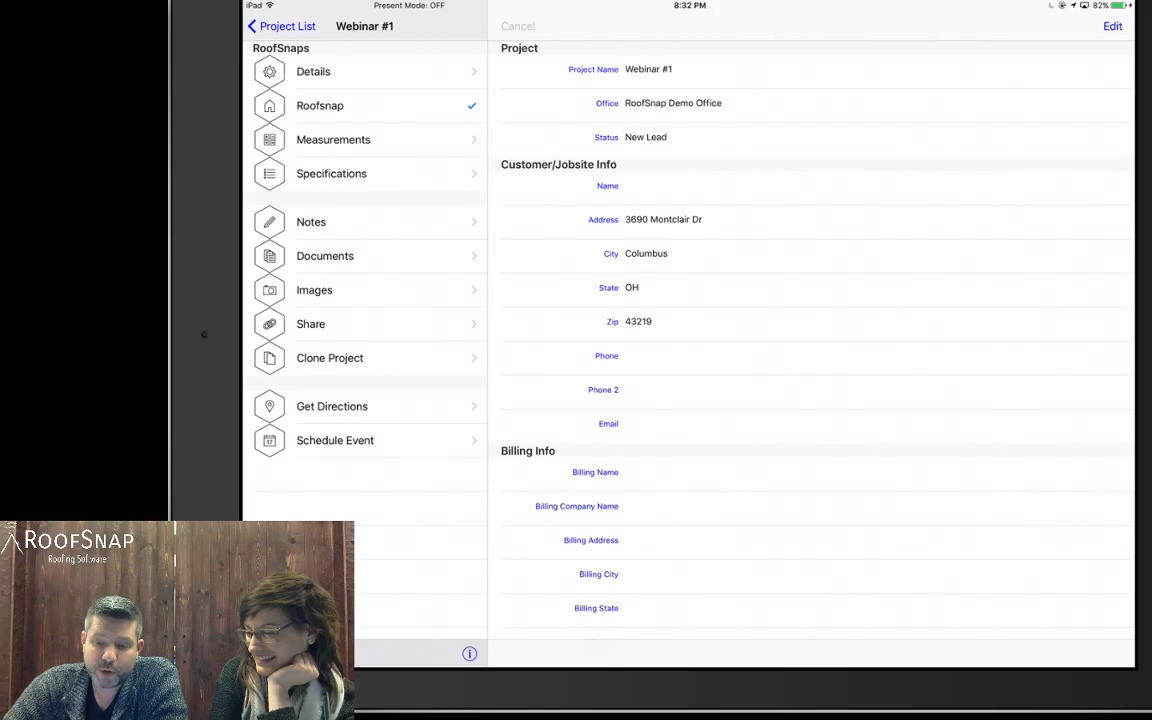 iPad
Present Mode: OFF
8:32 PM
82%
Project List
Webinar #1
Cancel
Edit
RoofSnaps
Details
Roofsnap
Measurements
Specifications
Notes
Documents
Images
Share
Clone Project
Get Directions
17
Schedule Event
Project
Project Name Webinar #1
Office RoofSnap Demo Office
Status New Lead
Customer/Jobsite Info
Name
Address 3690 Montclair Dr
City Columbus
State OH
Zip 43219
Phone
Phone 2
Email
Billing Info
Billing Name
Billing Company Name
Billing Address
Billing City
Billing State
ROOFSNAP
Roofing Software